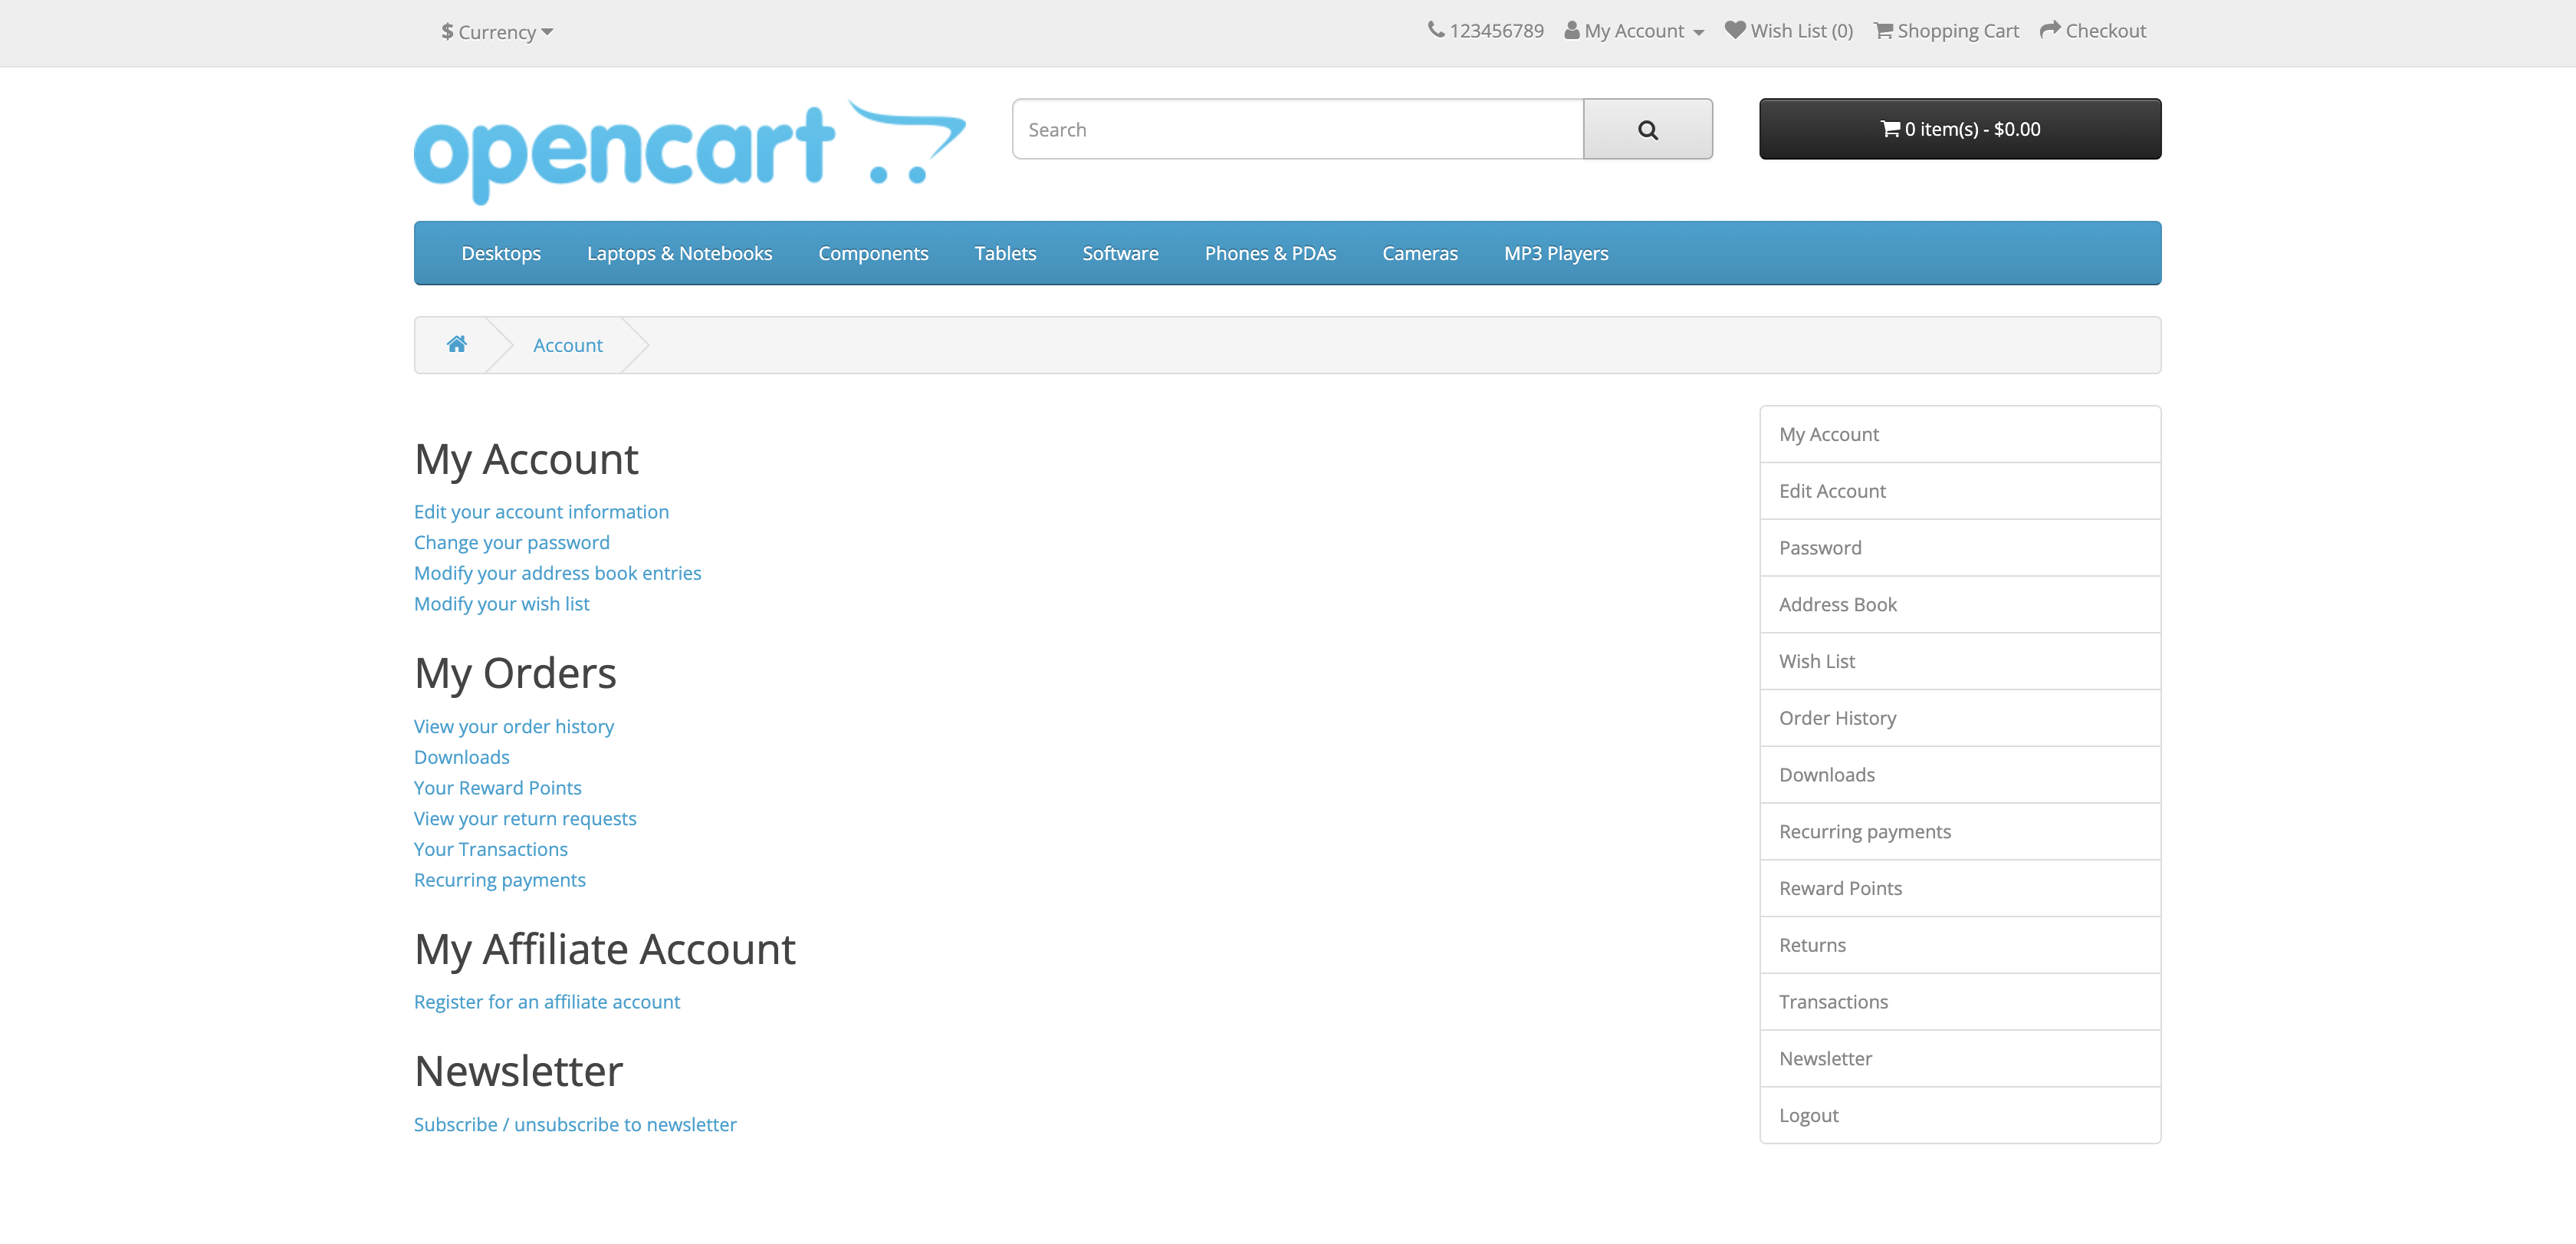 $ Currency
123456789 My Account Wish List (0) Shopping Cart Checkout
opencart
Search
0 item(s) - $0.00
Desktops Laptops & Notebooks Components Tablets Software Phones & PDAs Cameras MP3 Players
Account
My Account
Edit your account information
Change your password
Modify your address book entries
Modify your wish list
My Orders
View your order history
Downloads
Your Reward Points
View your return requests
Your Transactions
Recurring payments
My Affiliate Account
Register for an affiliate account
Newsletter
Subscribe / unsubscribe to newsletter
My Account
Edit Account
Password
Address Book
Wish List
Order History
Downloads
Recurring payments
Reward Points
Returns
Transactions
Newsletter
Logout